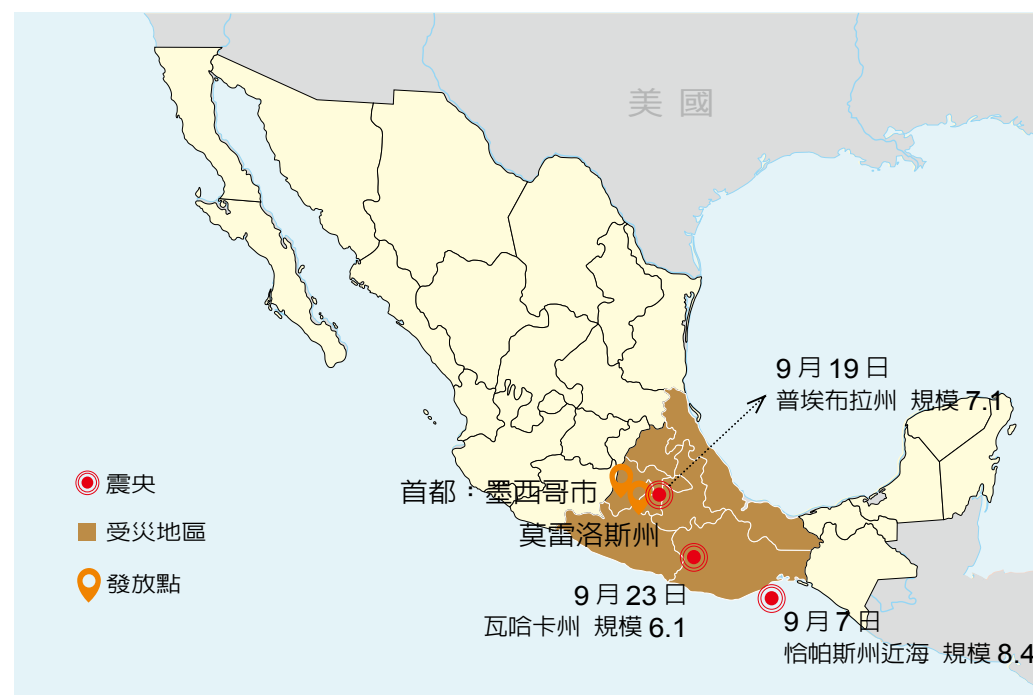 美國
9月19日
普埃布拉州 規模7.1
震央
首都：墨西哥市
受災地區
莫雷洛斯州
發放點
9月23日
瓦哈卡州 規模6.1
9月7日
恰帕斯州近海 規模8.4